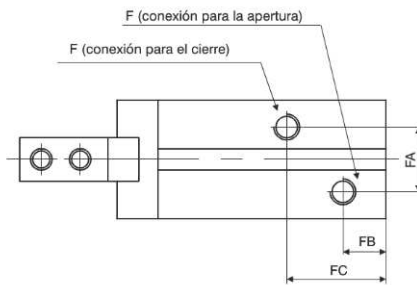 F (conexión para la apertura)
F (conexión para el cierre)
FA
FB
FC